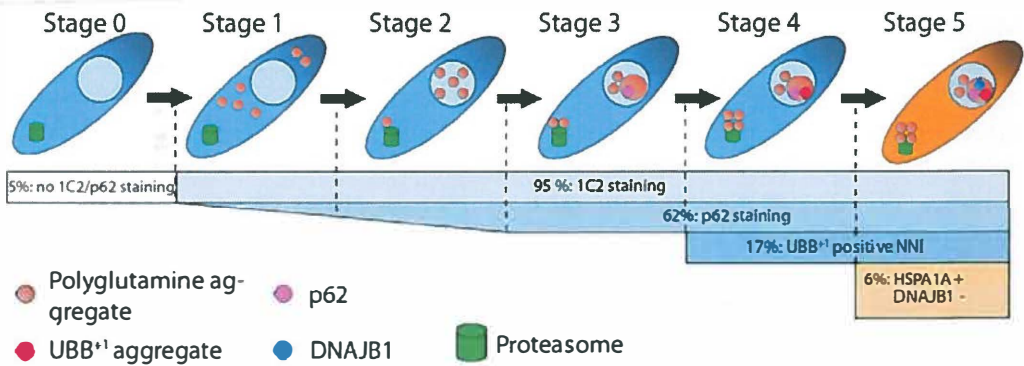 Stage 0 Stage 1 Stage 2 Stage 3 Stage 4 Stage 5
5%: no 1C2/p62 staining
95 %: 1C2 staining
62%: p62 staining
17%: UBB+1 positive NNI
6%: HSPA1A+
DNAJB1 -
Polyglutamine ag-
gregate
p62
UBB+1 aggregate
DNAJB1
Proteasome